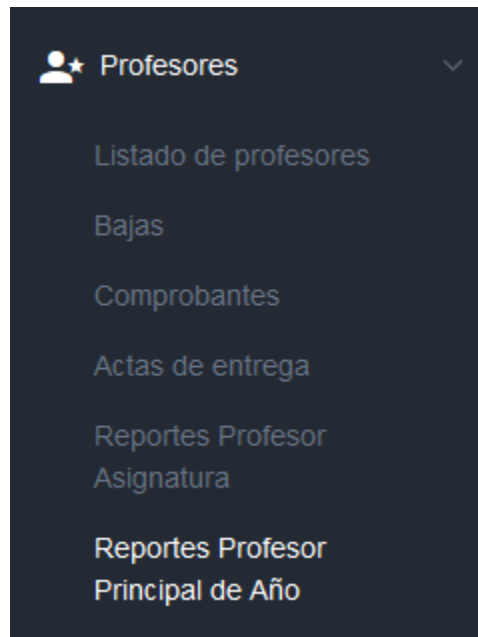 Profesores
Listado de profesores
Bajas
Comprobantes
Actas de entrega
Reportes Profesor
Asignatura
Reportes Profesor
Principal de Año